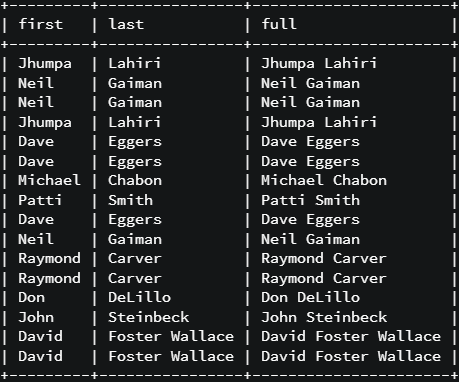 +---------+----------------+----------------------+
| first   | last           | full                 |
+---------+----------------+----------------------+
| Jhumpa  | Lahiri         | Jhumpa Lahiri        |
| Neil    | Gaiman         | Neil Gaiman          |
| Neil    | Gaiman         | Neil Gaiman          |
| Jhumpa  | Lahiri         | Jhumpa Lahiri        |
| Dave    | Eggers         | Dave Eggers          |
| Dave    | Eggers         | Dave Eggers          |
| Michael | Chabon         | Michael Chabon       |
| Patti   | Smith          | Patti Smith          |
| Dave    | Eggers         | Dave Eggers          |
| Neil    | Gaiman         | Neil Gaiman          |
| Raymond | Carver         | Raymond Carver       |
| Raymond | Carver         | Raymond Carver       |
| Don     | DeLillo        | Don DeLillo          |
| John    | Steinbeck      | John Steinbeck       |
| David   | Foster Wallace | David Foster Wallace |
| David   | Foster Wallace | David Foster Wallace |
+---------+----------------+----------------------+